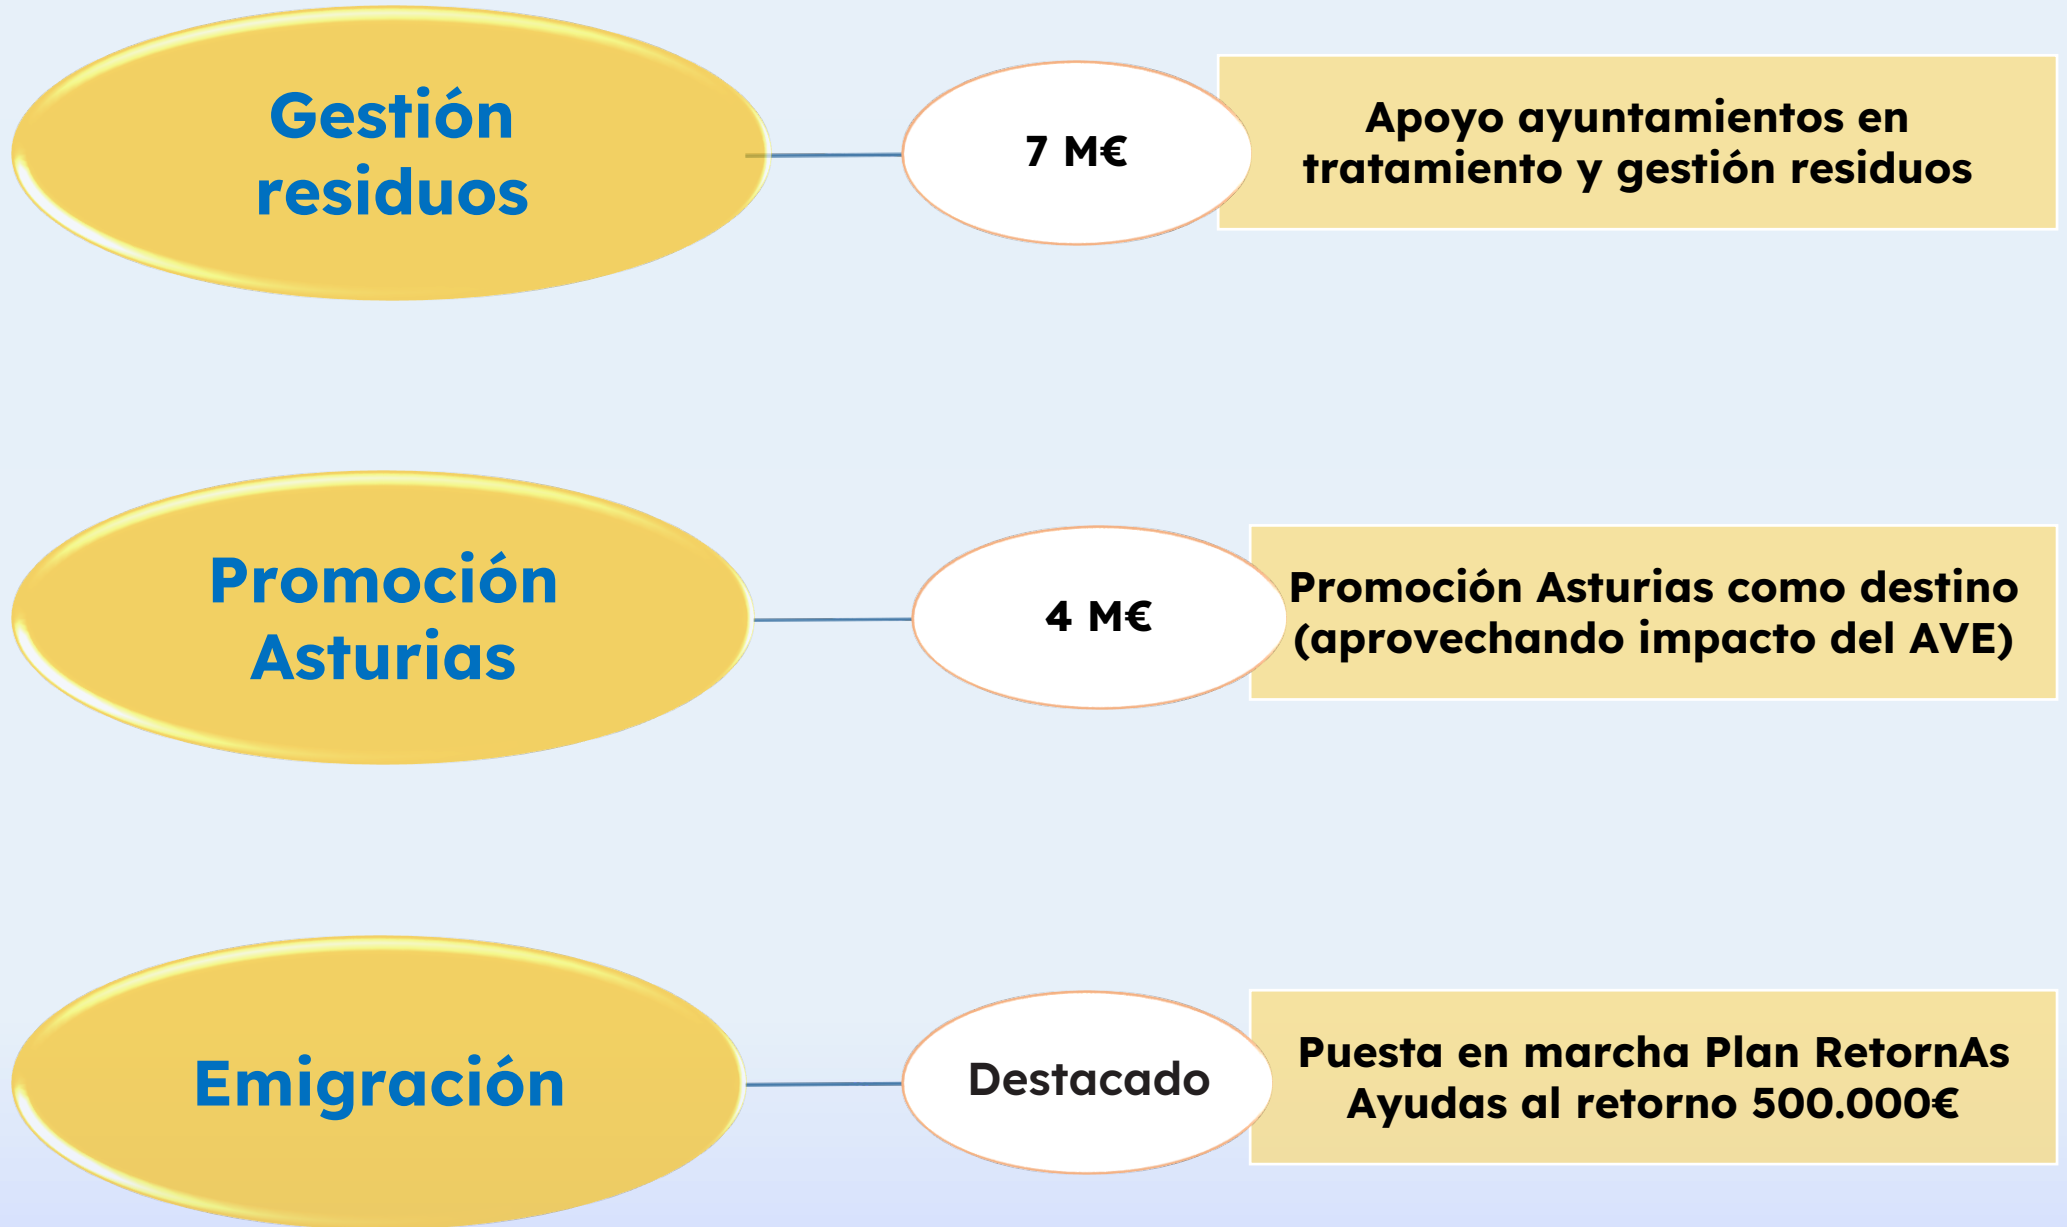 Gestión
residuos
7 M€
Apoyo ayuntamientos en
tratamiento y gestión residuos
Promoción
Asturias
4 M€
Promoción Asturias como destino
(aprovechando impacto del AVE)
Emigración
Destacado
Puesta en marcha Plan RetornAs
Ayudas al retorno 500.000€